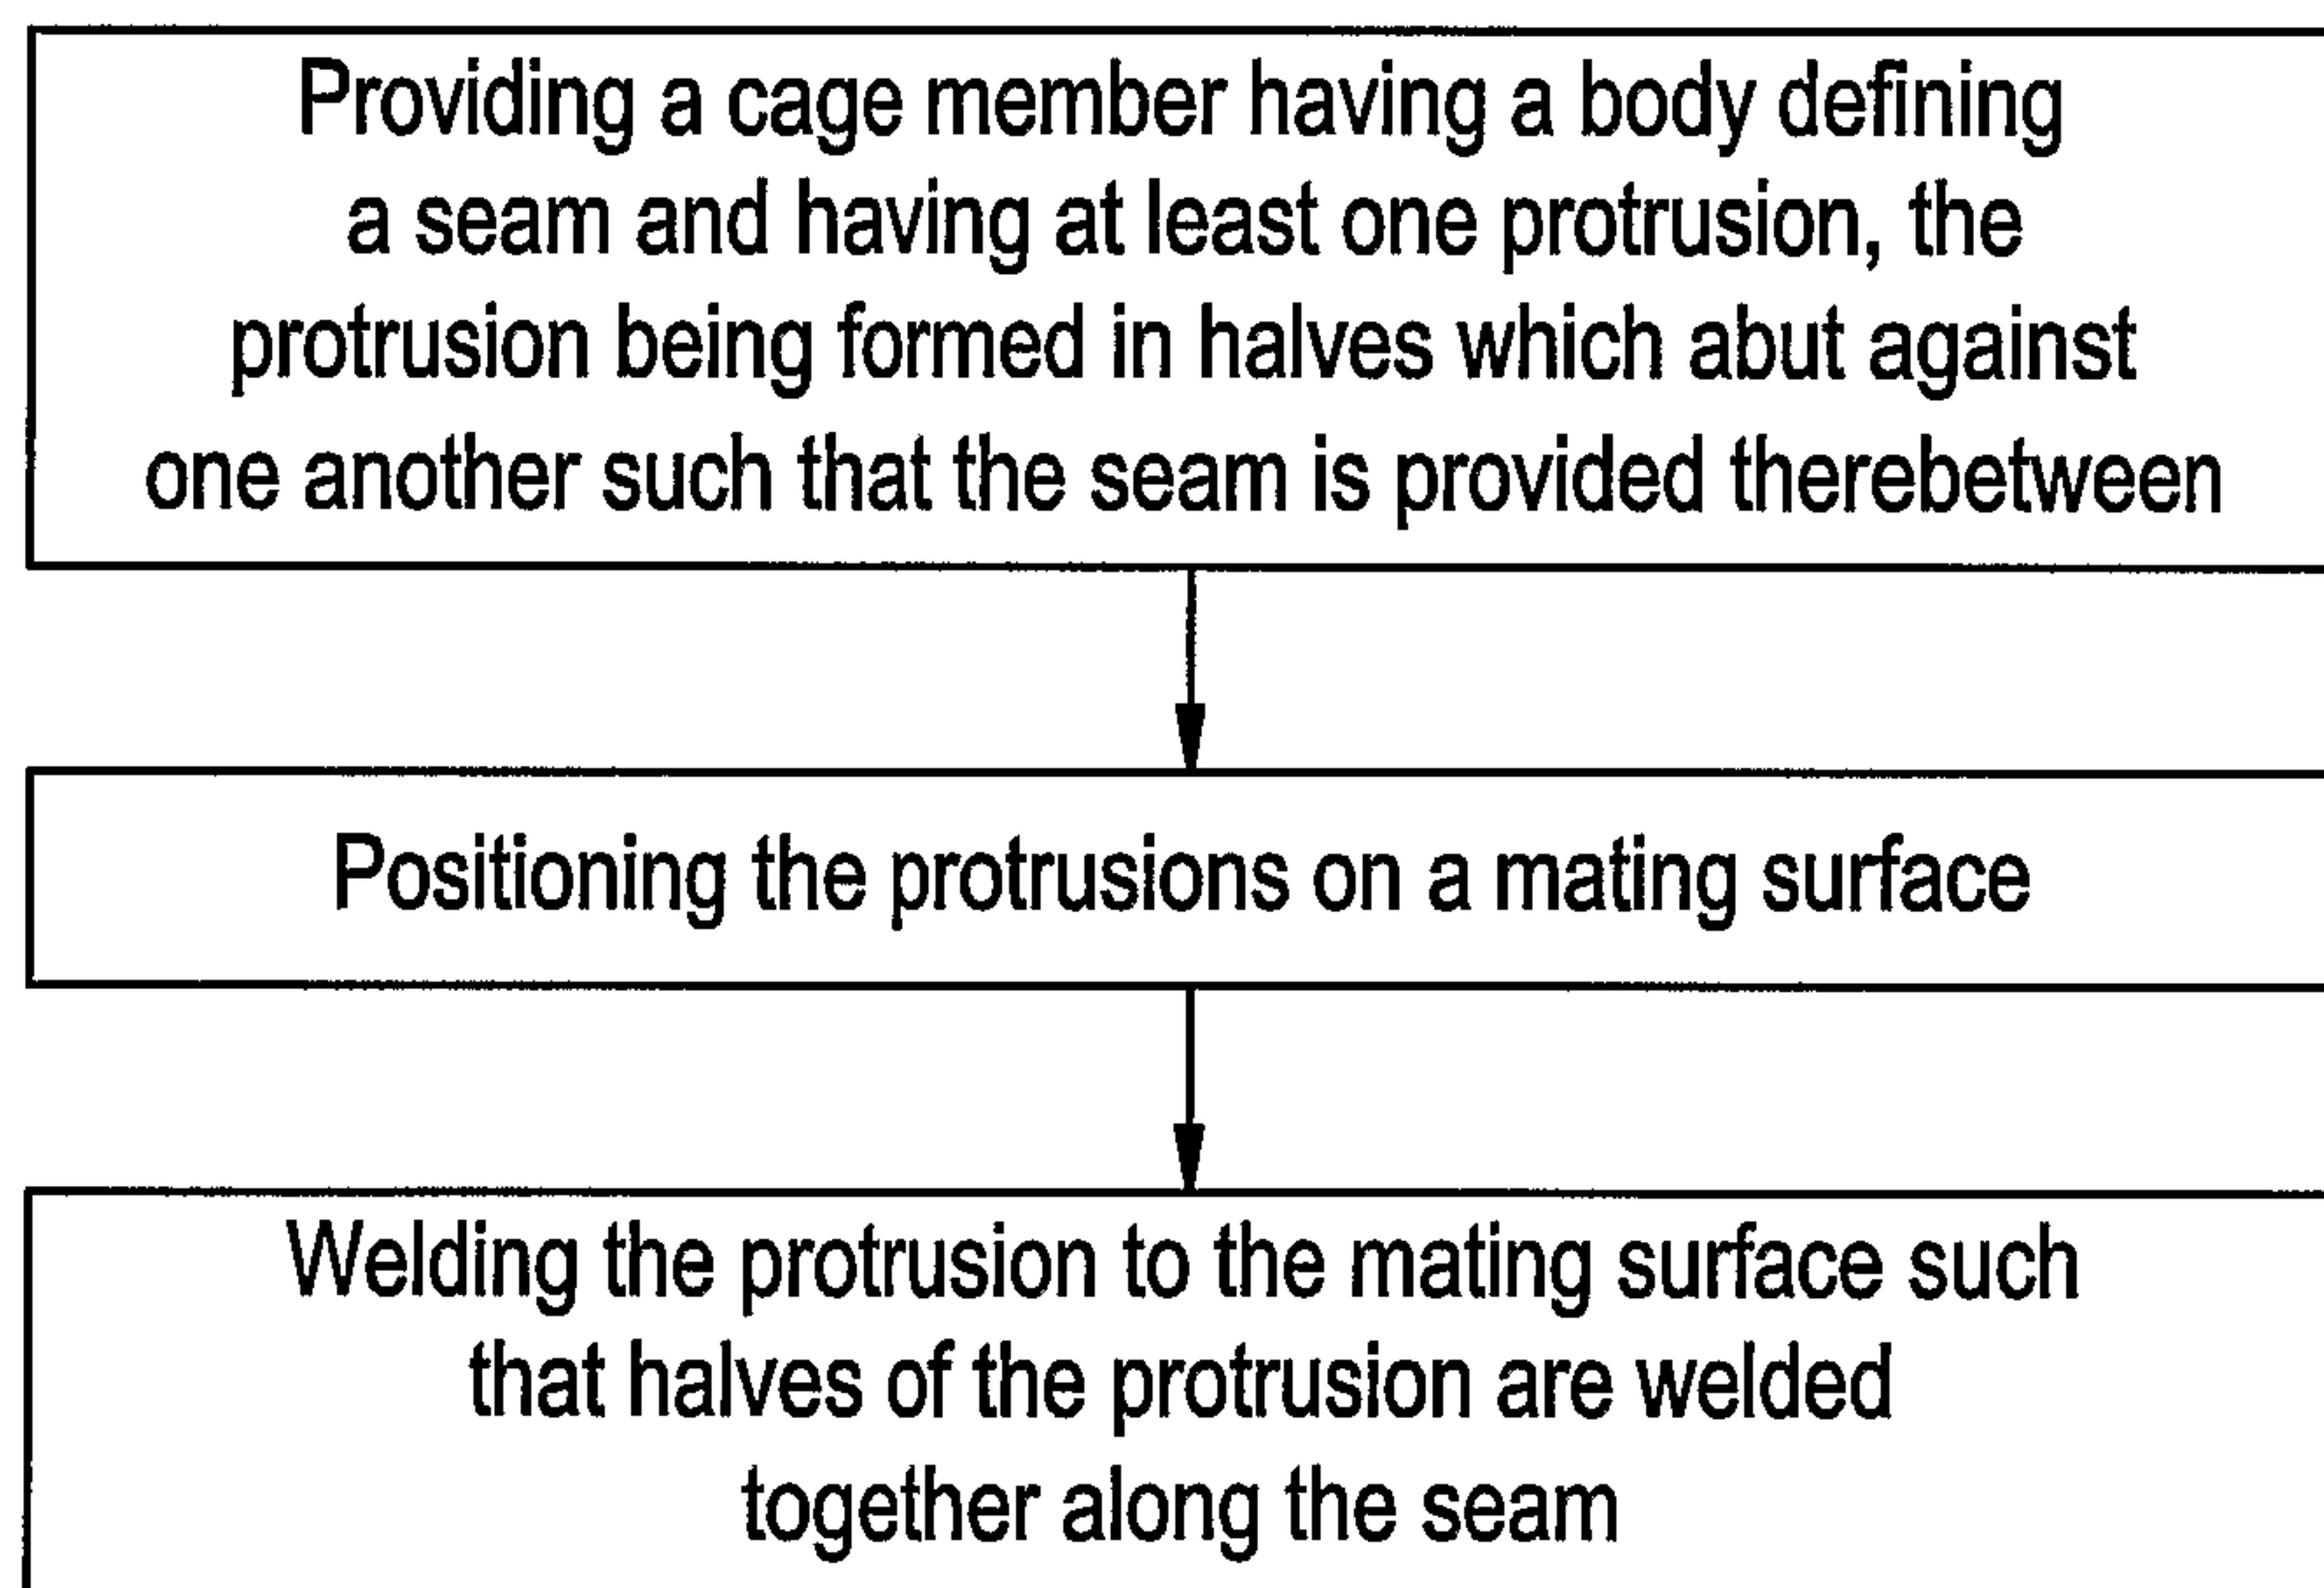 Providing a cage member having a body defining
a seam and having at least one protrusion, the
protrusion being formed in halves which abut against
one another such that the seam is provided therebetween
Positioning the protrusions on a mating surface
Welding the protrusion to the mating surface such
that halves of the protrusion are welded
together along the seam